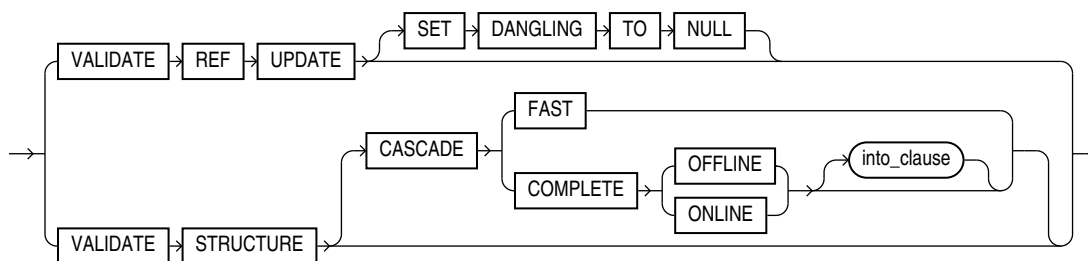 SET DANGLING TO NULL
VALIDATE REF UPDATE
FAST
CASCADE
into_clause
OFFLINE
COMPLETE
ONLINE
VALIDATE STRUCTURE